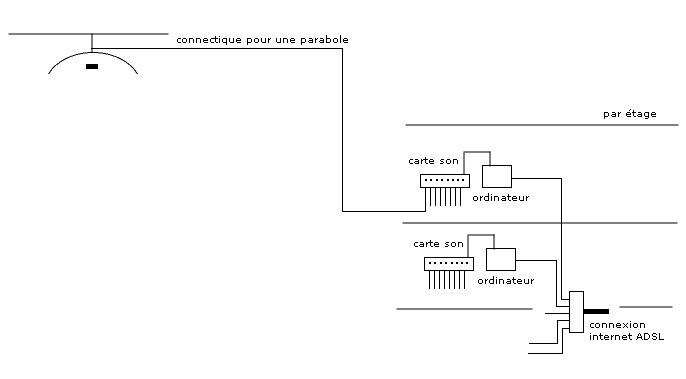 connectique pour une parabole
par étage
carte son
ordinateur
carte son
ordinateur
connexion
internet ADSL